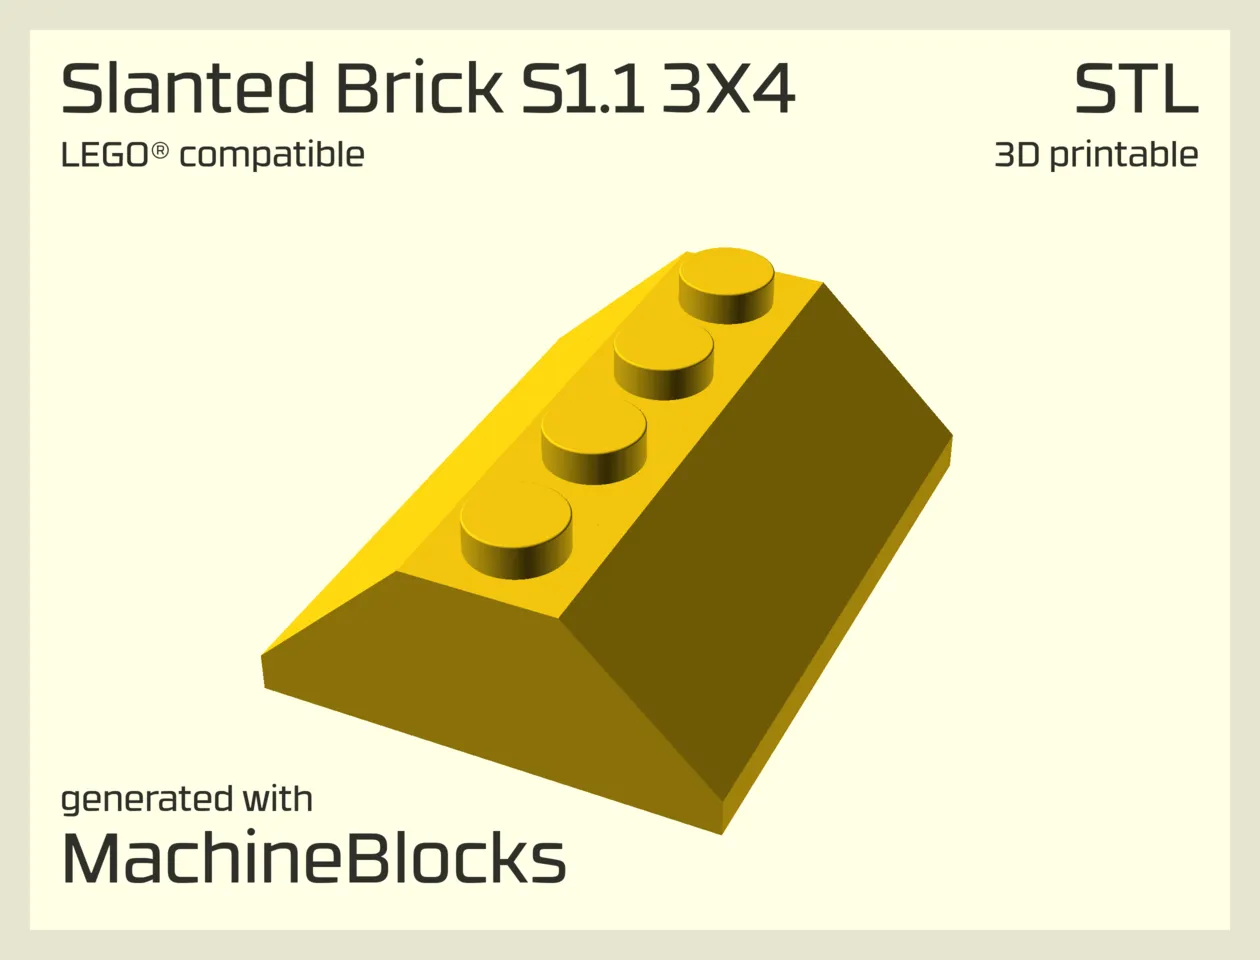 Slanted Brick S1.1 3X4
STL
LEGO® compatible
3D printable
generated with
MachineBlocks